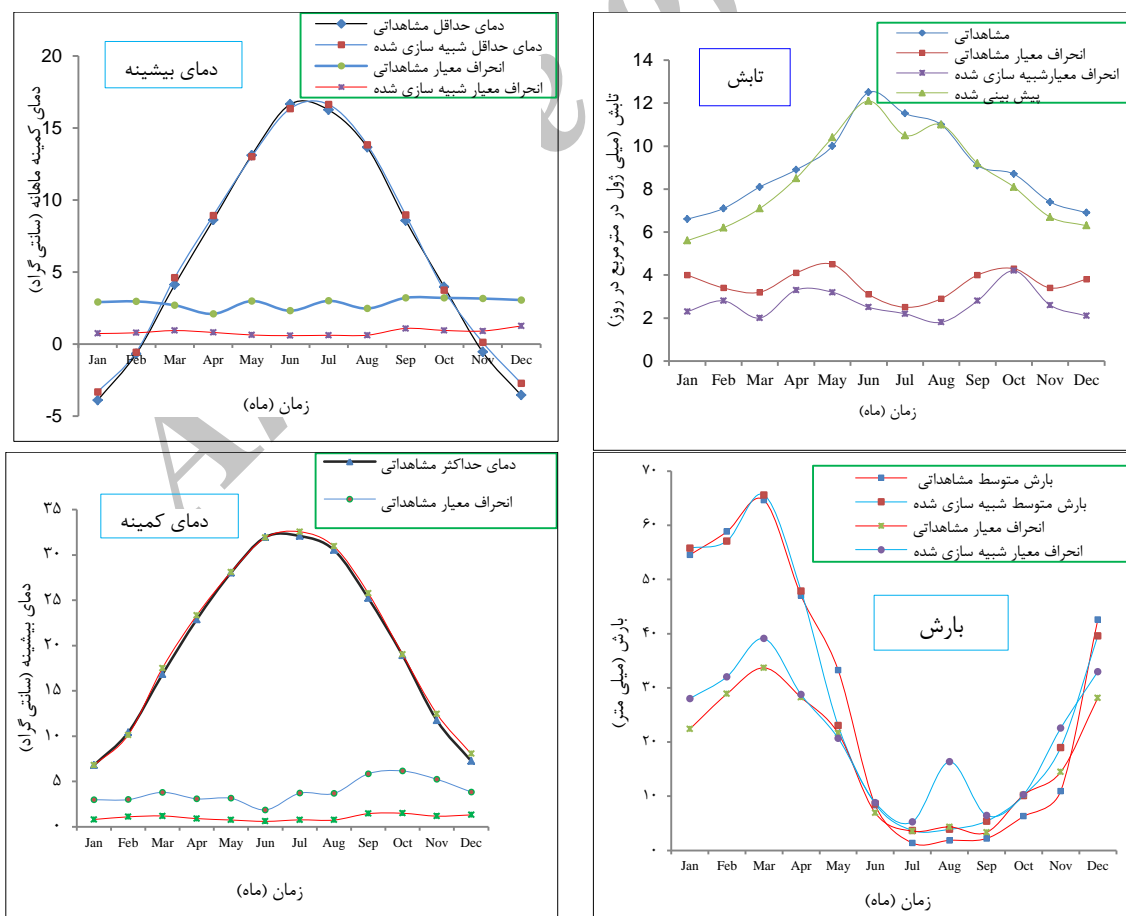 دمای حداقل مشاهداتی
دمای حداقل شبیه سازی شده
انحراف معیار مشاهداتی
انحراف معیار شبیه سازی شده
دمای بیشینه
دمای کمینه ماهانه (سانتی گراد)
20
15
10
5
0
-5
Jan Feb Mar Apr May Jun Jul Aug Sep Oct Nov Dec
زمان (ماه)
مشاهداتی
انحراف معیار مشاهداتی
انحراف معیارشبیه سازی شده
پیش بینی شده
تابش
تابش (میلی ژول در مترمربع در روز)
14
12
10
8
6
4
2
0
Jan Feb Mar Apr May Jun Jul Aug Sep Oct Nov Dec
زمان (ماه)
دمای حداکثر مشاهداتی
انحراف معیار مشاهداتی
دمای کمینه
دمای بیشینه (سانتی گراد)
۳۵
۳۰
۲۵
۲۰
۱۵
۱۰
۵
۰
Jan Feb Mar Apr May Jun Jul Aug Sep Oct Nov Dec
زمان (ماه)
بارش متوسط مشاهداتی
بارش متوسط شبیه سازی شده
انحراف معیار مشاهداتی
انحراف معیار شبیه سازی شده
بارش
بارش (میلی متر)
۷۰
۶۰
۵۰
۴۰
۳۰
۲۰
۱۰
۰
Jan Feb Mar Apr May Jun Jul Aug Sep Oct Nov Dec
زمان (ماه)